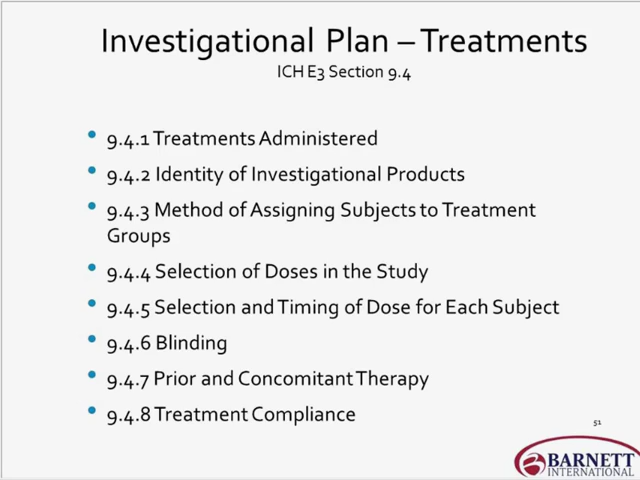 Investigational Plan – Treatments
ICH E3 Section 9.4
• 9.4.1 Treatments Administered
• 9.4.2 Identity of Investigational Products
• 9.4.3 Method of Assigning Subjects to Treatment
Groups
• 9.4.4 Selection of Doses in the Study
• 9.4.5 Selection and Timing of Dose for Each Subject
• 9.4.6 Blinding
• 9.4.7 Prior and Concomitant Therapy
• 9.4.8 Treatment Compliance
51
BARNETT
INTERNATIONAL